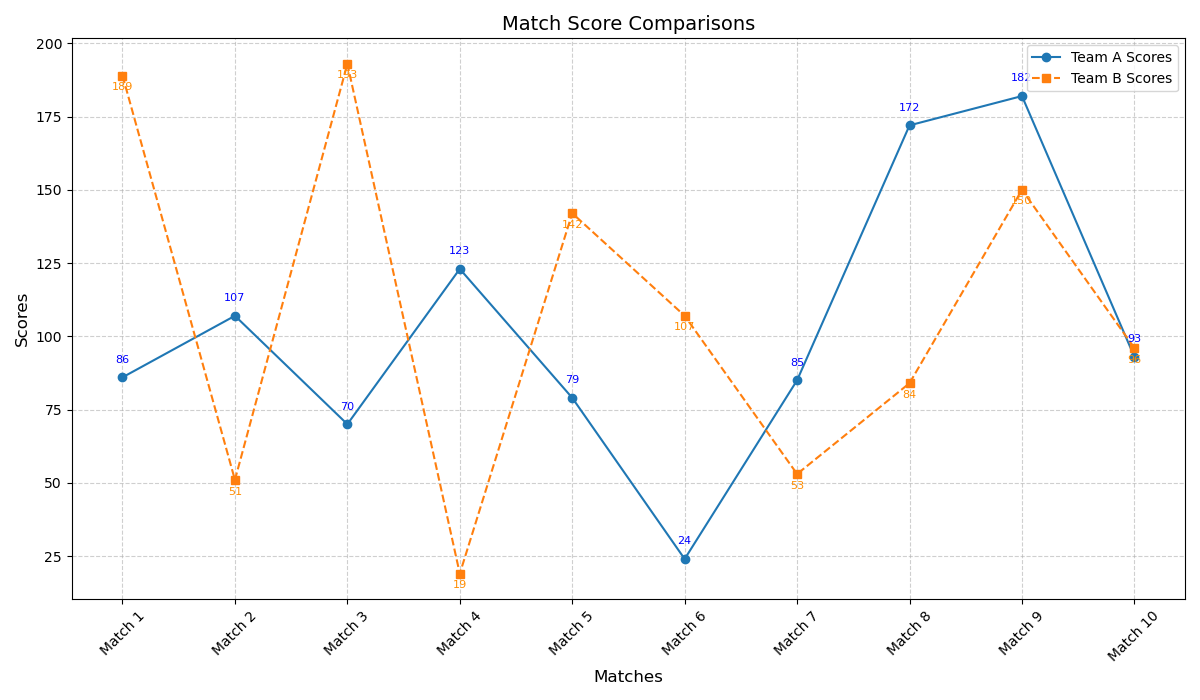 Match Score Comparisons
Team A Scores
Team B Scores
200
175
150
125
100
75
50
25
Scores
189
86
107
51
193
70
123
19
142
79
107
24
85
53
172
84
182
150
93
96
Match 1
Match 2
Match 3
Match 4
Match 5
Match 6
Match 7
Match 8
Match 9
Match 10
Matches